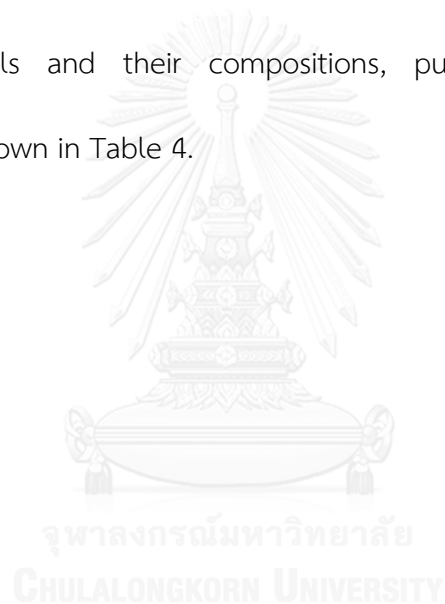 ls and their compositions, pu
own in Table 4.
จุฬาลงกรณ์มหาวิทยาลัย
CHULALONGKORN UNIVERSITY